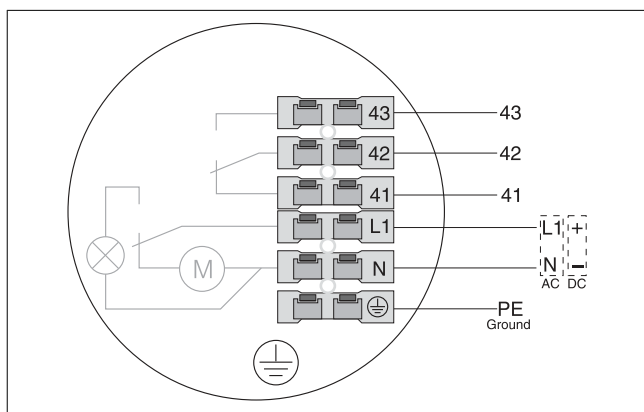 43 43
42 42
41 41
L1 L1 +
M N N −
AC DC
PE
Ground